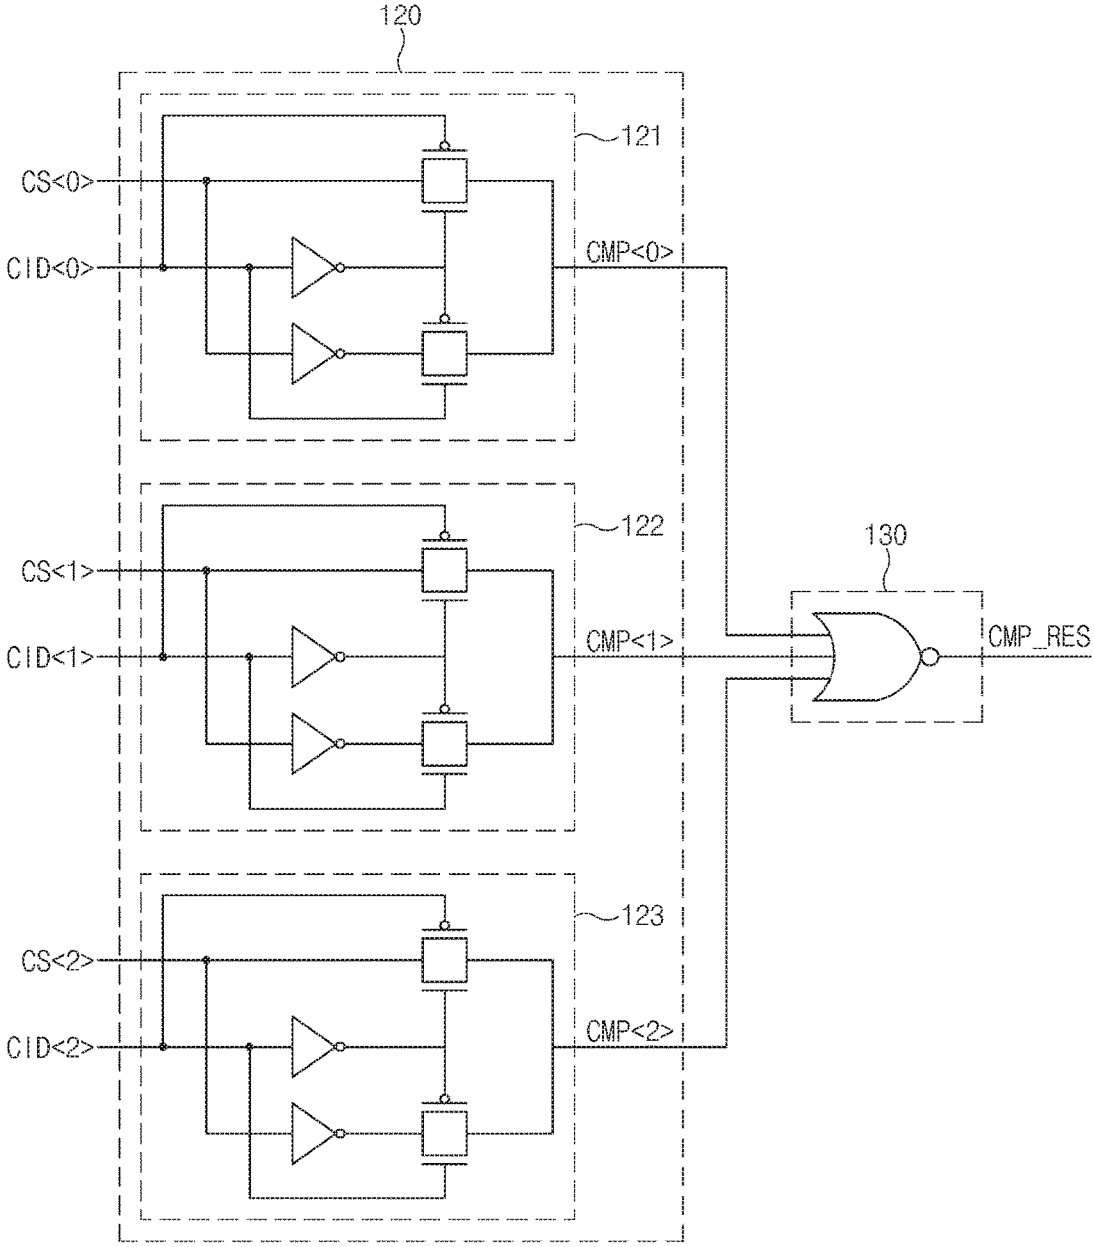 120
121
CS<0>
CMP<0>
CID<0>
122
CS<1>
130
CMP<1>
CMP_RES
CID<1>
123
CS<2>
CMP<2>
CID<2>